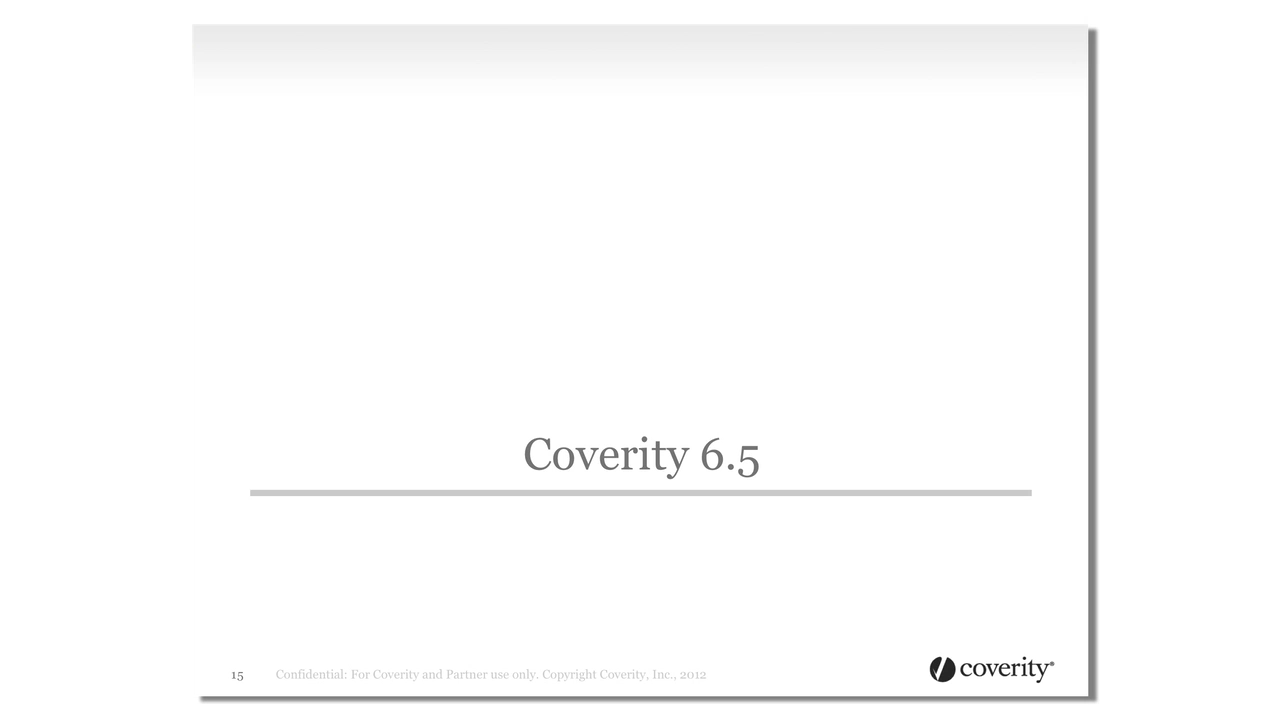 Coverity 6.5
15 Confidential: For Coverity and Partner use only. Copyright Coverity, Inc., 2012
coverity®